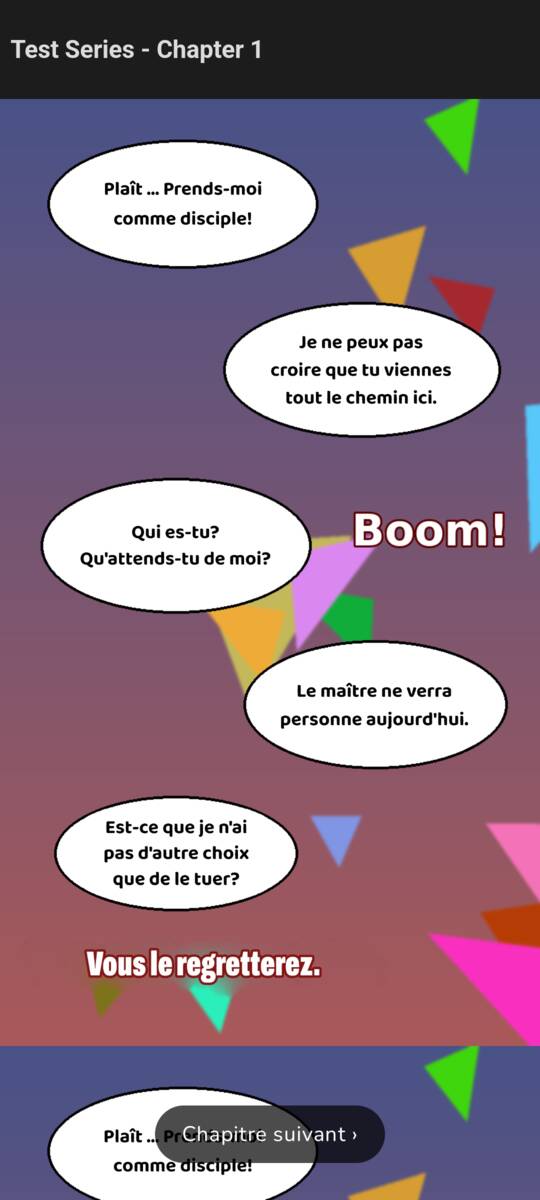 Test Series - Chapter 1
Plaît ... Prends-moi
comme disciple!
Je ne peux pas
croire que tu viennes
tout le chemin ici.
Qui es-tu?
Qu'attends-tu de moi?
Boom!
Le maître ne verra
personne aujourd'hui.
Est-ce que je n'ai
pas d'autre choix
que de le tuer?
Vous le regretterez.
Plaît ... Prends-moi
Chapitre suivant ›
comme disciple!